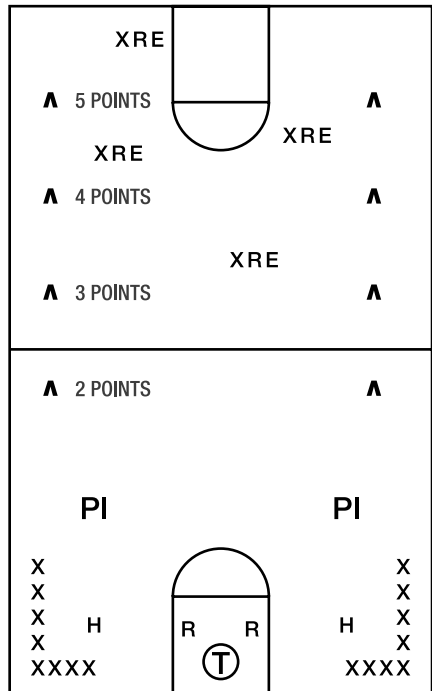 XRE
Λ 5 POINTS Λ
XRE
XRE
Λ 4 POINTS Λ
XRE
Λ 3 POINTS Λ
Λ 2 POINTS Λ
PI PI
X X
X X
X X
X H R R H X
XXXX T XXXX